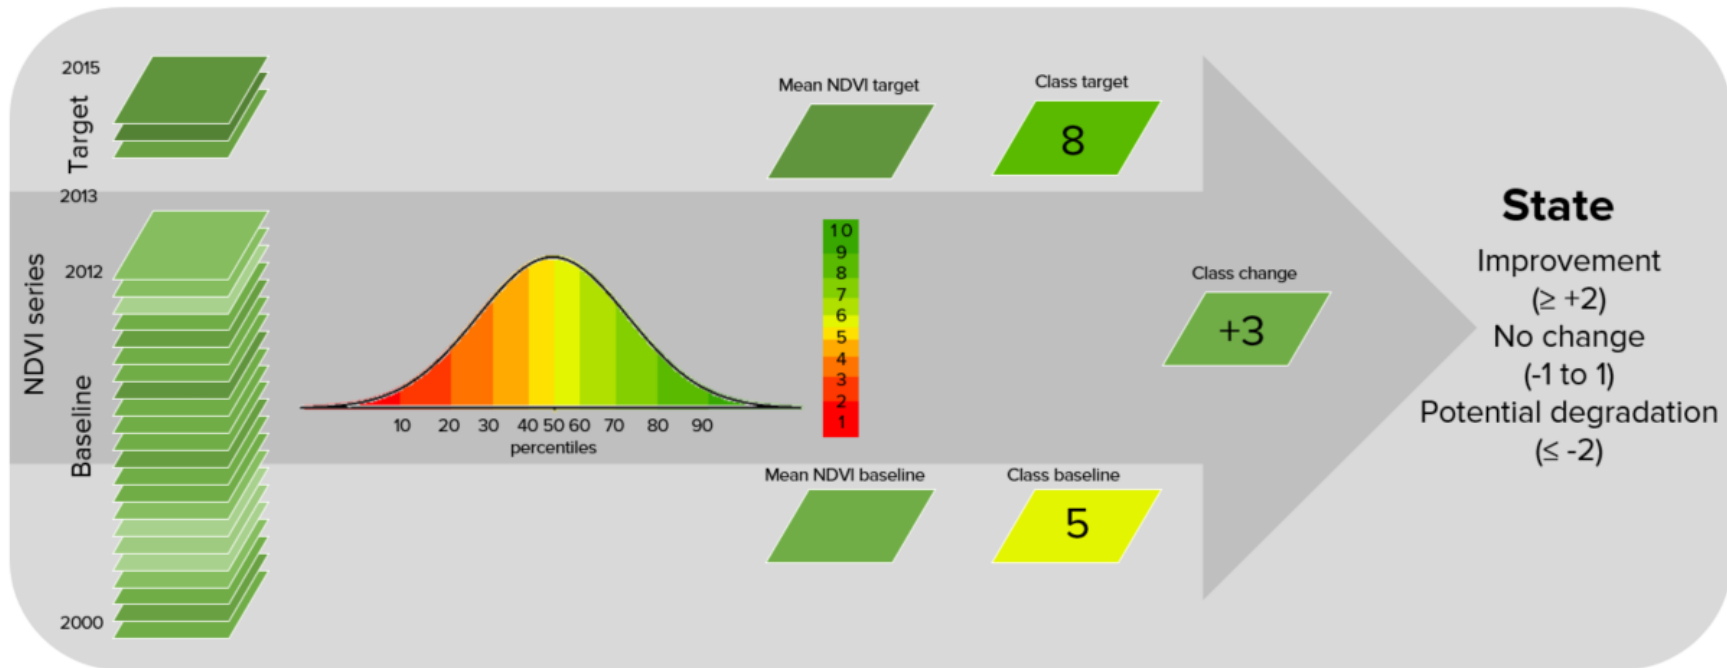 2015
Target
2013
NDVI series
2012
Baseline
2000
10 20 30 40 50 60 70 80 90
percentiles
10
9
8
7
6
5
4
3
2
1
Mean NDVI target
Class target
8
Mean NDVI baseline
Class baseline
5
Class change
+3
State
Improvement
(≥ +2)
No change
(-1 to 1)
Potential degradation
(≤ -2)